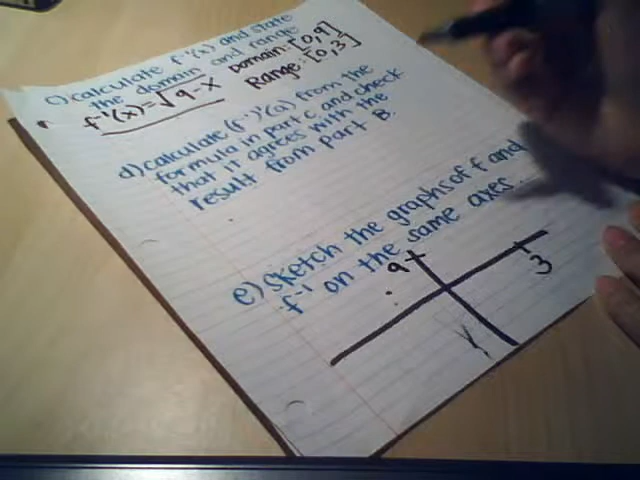 c) calculate f⁻¹(x) and state
the domain and range
f⁻¹(x) = √9-x
Domain: [0,9]
Range: [0,3]
d) calculate (f⁻¹)'(a) from the
formula in part c and check
that it agrees with the
result from part B.
e) sketch the graphs of f and
f⁻¹ on the same axes.
9
3